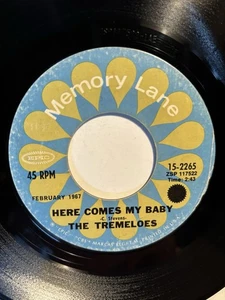 Memory Lane
EPIC
45 RPM
15-2265
ZSP 117522
Time: 2:43
FEBRUARY 1967
HERE COMES MY BABY
-C. Stevens-
THE TREMELOES